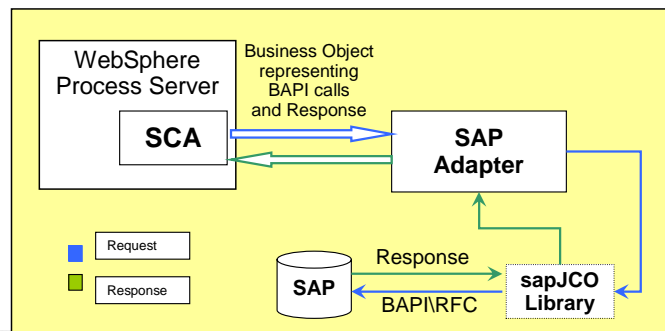 WebSphere
Process Server
SCA
Business Object
representing
BAPI calls
and Response
SAP
Adapter
Request
Response
SAP
Response
BAPI\RFC
sapJCO
Library